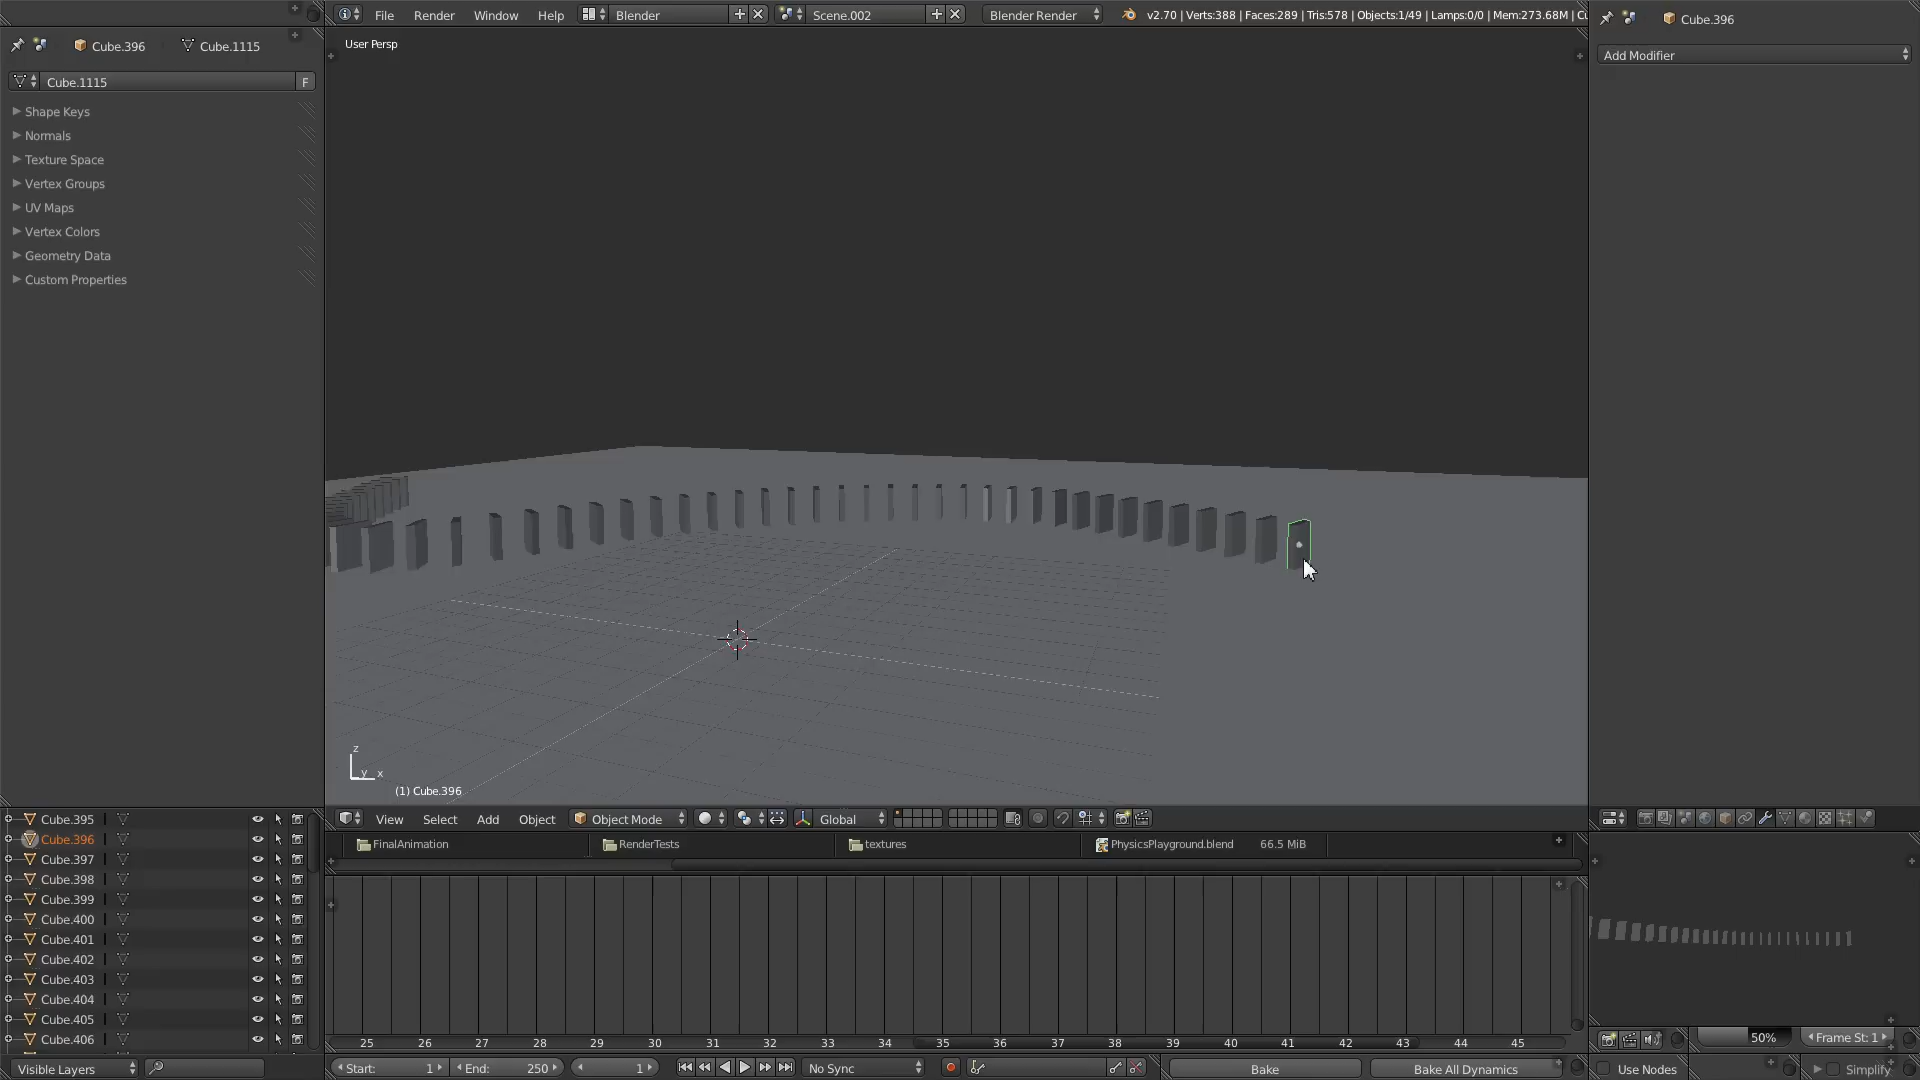 File Render Window Help Blender Scene.002 Blender Render v2.70 | Verts:388 | Faces:289 | Tris:578 | Objects:1/49 | Lamps:0/0 | Mem:273.68M | Cu
Cube.396 Cube.1115
Cube.1115 F
Shape Keys
Normals
Texture Space
Vertex Groups
UV Maps
Vertex Colors
Geometry Data
Custom Properties
User Persp
z
y x
(1) Cube.396
Cube.396
Add Modifier
Cube.395
Cube.396
Cube.397
Cube.398
Cube.399
Cube.400
Cube.401
Cube.402
Cube.403
Cube.404
Cube.405
Cube.406
Visible Layers
View Select Add Object Object Mode Global
FinalAnimation RenderTests textures PhysicsPlayground.blend 66.5 MiB
25 26 27 28 29 30 31 32 33 34 35 36 37 38 39 40 41 42 43 44 45
Start: 1 End: 250 1 No Sync Bake Bake All Dynamics
50% Frame St: 1
Use Nodes Simplify